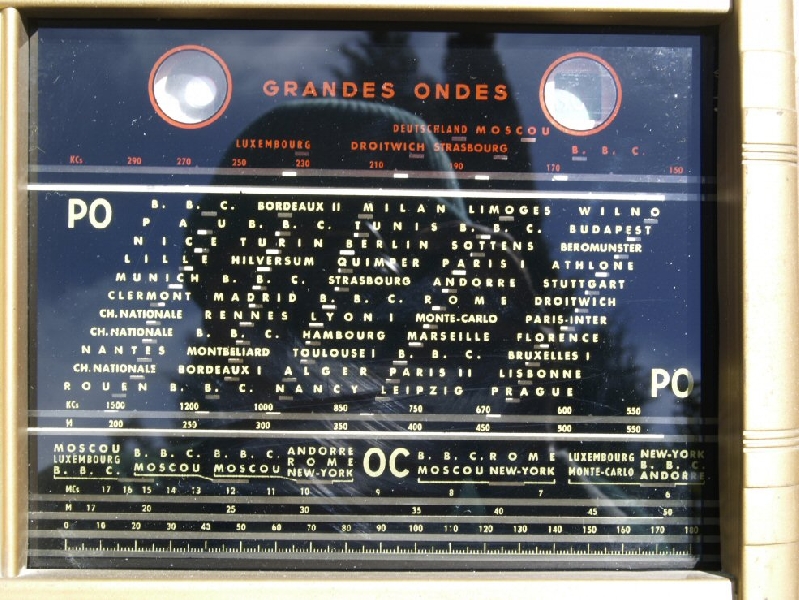 GRANDES ONDES
DEUTSCHLAND MOSCOU
LUXEMBOURG DROITWICH STRASBOURG B. B. C.
KCs 290 270 250 230 210 190 170 150
PO B. B. C. BORDEAUX II MILAN LIMOGES WILNO
P A U B. B. C. TUNIS B. B. C. BUDAPEST
NICE TURIN BERLIN SOTTENS BEROMUNSTER
LILLE HILVERSUM QUIMPER PARIS I ATHLONE
MUNICH B. B. C. STRASBOURG ANDORRE STUTTGART
CLERMONT MADRID B. B. C. ROME DROITWICH
CH. NATIONALE RENNES LYON I MONTE-CARLO PARIS-INTER
CH. NATIONALE B. B. C. HAMBOURG MARSEILLE FLORENCE
NANTES MONTBELIARD TOULOUSE I B. B. C. BRUXELLES I
CH. NATIONALE BORDEAUX I ALGER PARIS II LISBONNE PO
ROUEN B. B. C. NANCY LEIPZIG PRAGUE
KCs 1500 1200 1000 850 750 670 600 550
M 200 250 300 350 400 450 500 550
MOSCOU B. B. C. B. B. C. ANDORRE OC B. B. C. ROME LUXEMBOURG NEW-YORK
LUXEMBOURG MOSCOU MOSCOU ROME MOSCOU NEW-YORK MONTE-CARLO B. B. C.
B. B. C. NEW-YORK ANDORRE
MCs 17 16 15 14 13 12 11 10 9 8 7 6
M 17 20 25 30 35 40 45 50
0 10 20 30 40 50 60 70 80 90 100 110 120 130 140 150 160 170 180